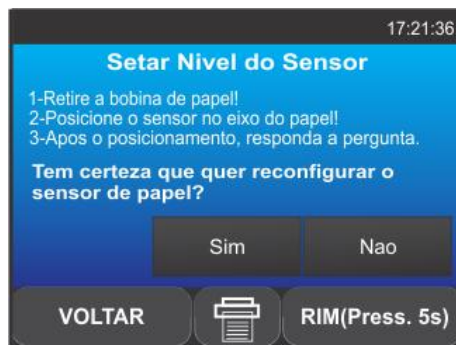 17:21:36
Setar Nivel do Sensor
1-Retire a bobina de papel!
2-Posicione o sensor no eixo do papel!
3-Apos o posicionamento, responda a pergunta.
Tem certeza que quer reconfigurar o
sensor de papel?
Sim Nao
VOLTAR RIM(Press. 5s)